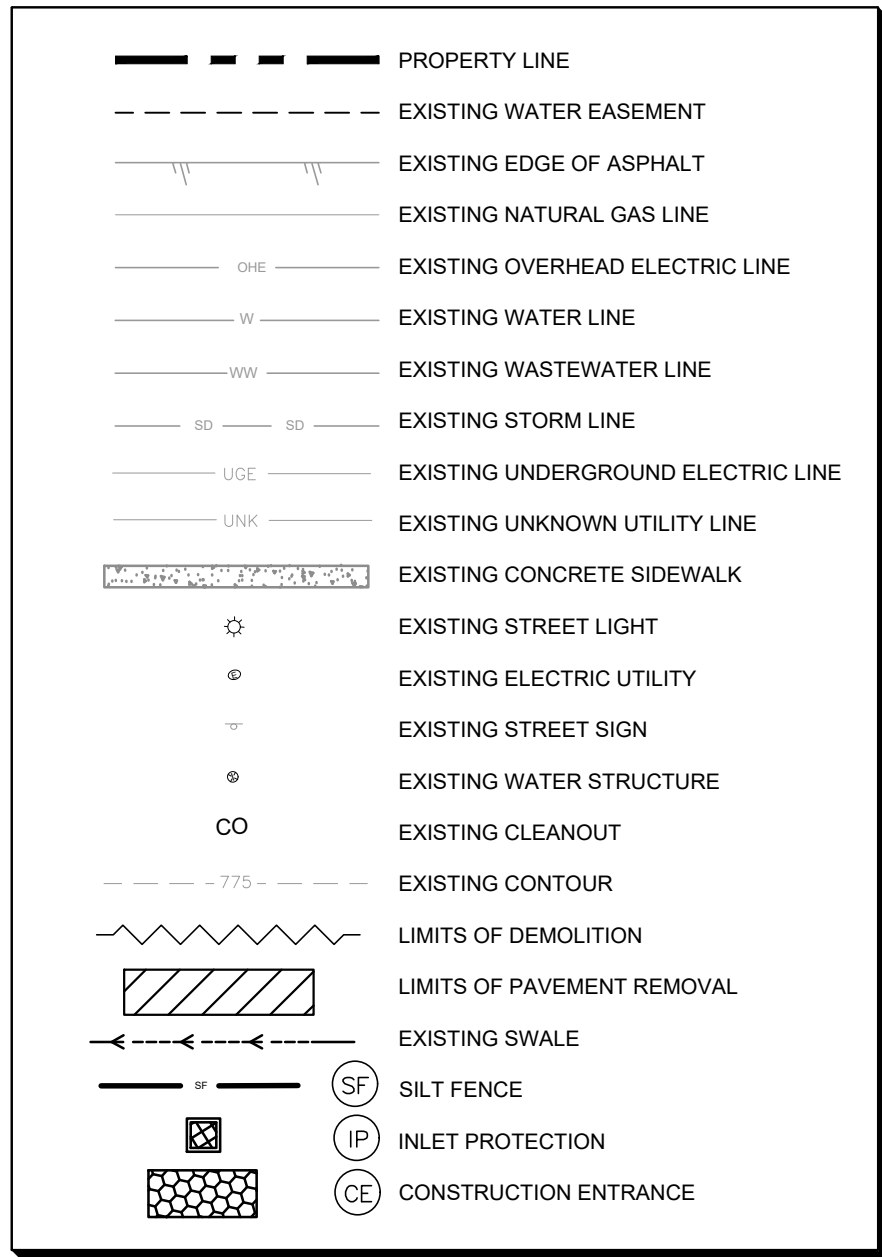 PROPERTY LINE
EXISTING WATER EASEMENT
EXISTING EDGE OF ASPHALT
EXISTING NATURAL GAS LINE
OHE EXISTING OVERHEAD ELECTRIC LINE
W EXISTING WATER LINE
WW EXISTING WASTEWATER LINE
SD SD EXISTING STORM LINE
UGE EXISTING UNDERGROUND ELECTRIC LINE
UNK EXISTING UNKNOWN UTILITY LINE
EXISTING CONCRETE SIDEWALK
EXISTING STREET LIGHT
E EXISTING ELECTRIC UTILITY
EXISTING STREET SIGN
EXISTING WATER STRUCTURE
CO EXISTING CLEANOUT
775 EXISTING CONTOUR
LIMITS OF DEMOLITION
LIMITS OF PAVEMENT REMOVAL
EXISTING SWALE
SF SF SILT FENCE
IP INLET PROTECTION
CE CONSTRUCTION ENTRANCE